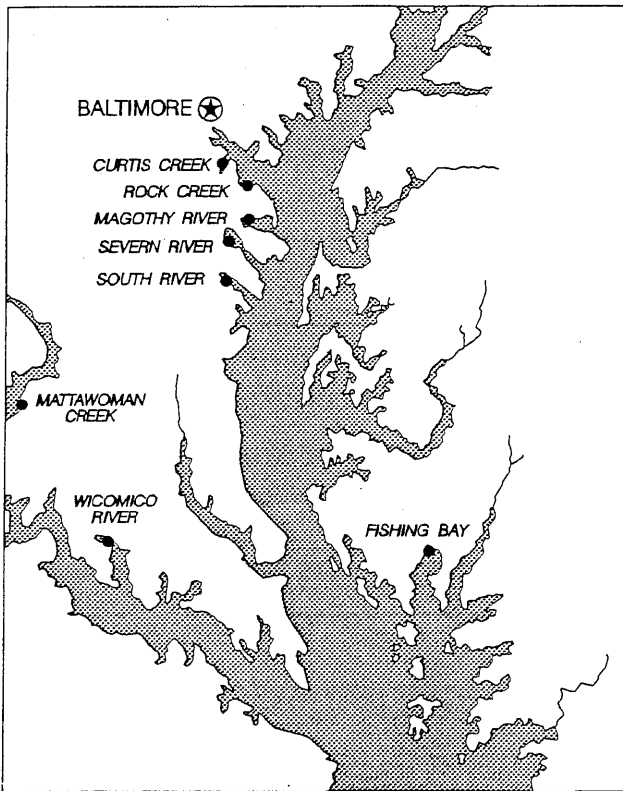 BALTIMORE
CURTIS CREEK
ROCK CREEK
MAGOTHY RIVER
SEVERN RIVER
SOUTH RIVER
MATTAWOMAN
CREEK
WICOMICO
RIVER
FISHING BAY